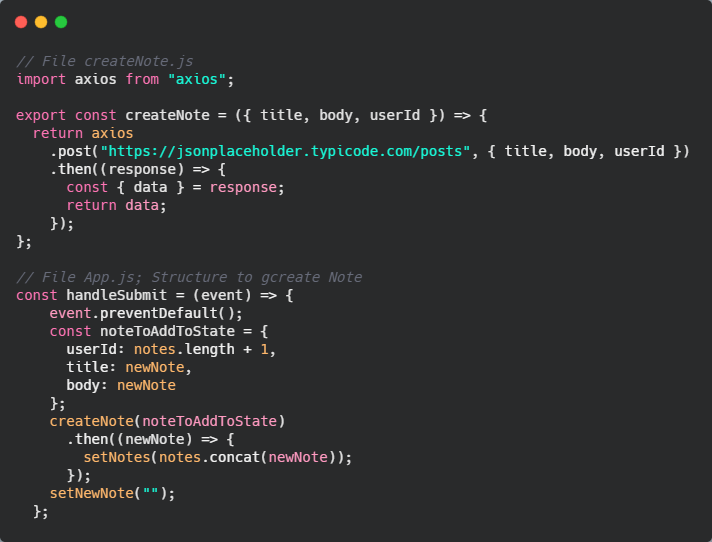 // File createNote.js
import axios from "axios";

export const createNote = ({ title, body, userId }) => {
  return axios
    .post("https://jsonplaceholder.typicode.com/posts", { title, body, userId })
    .then((response) => {
      const { data } = response;
      return data;
    });
};

// File App.js; Structure to gcreate Note
const handleSubmit = (event) => {
    event.preventDefault();
    const noteToAddToState = {
      userId: notes.length + 1,
      title: newNote,
      body: newNote
    };
    createNote(noteToAddToState)
      .then((newNote) => {
        setNotes(notes.concat(newNote));
      });
    setNewNote("");
  };